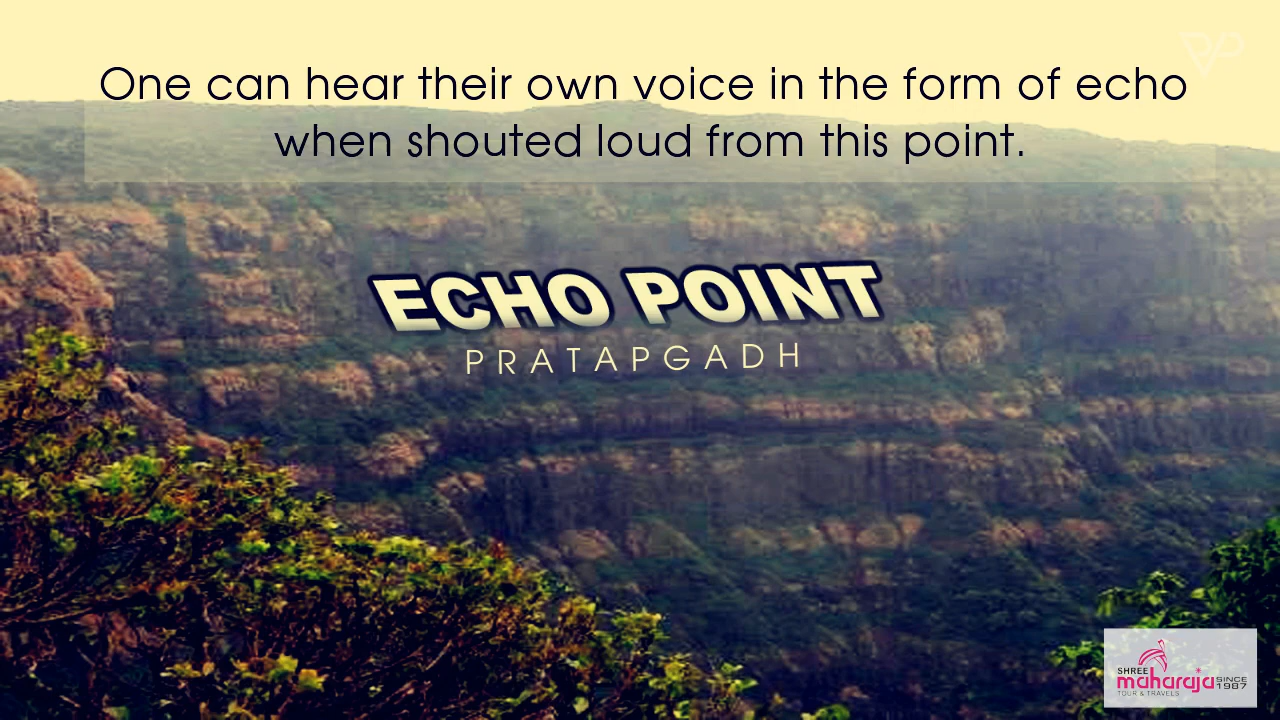 One can hear their own voice in the form of echo
when shouted loud from this point.
ECHO POINT
PRATAPGADH
SHREE
maharaja
SINCE
1987
TOUR & TRAVELS